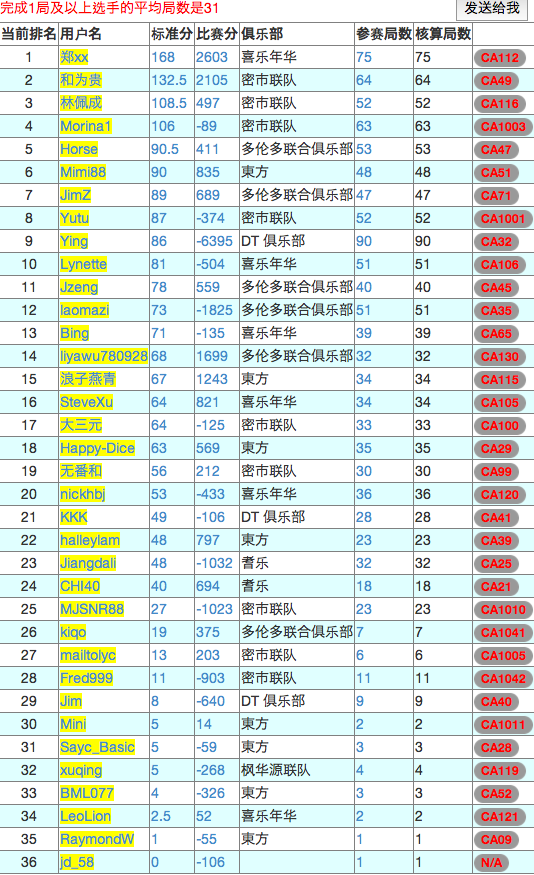 完成1局及以上选手的平均局数是31
发送给我
当前排名 用户名 标准分 比赛分 俱乐部 参赛局数 核算局数
1 郑xx 168 2603 喜乐年华 75 75 CA112
2 和为贵 132.5 2105 密市联队 64 64 CA49
3 林佩成 108.5 497 密市联队 52 52 CA116
4 Morina1 106 -89 密市联队 63 63 CA1003
5 Horse 90.5 411 多伦多联合俱乐部 53 53 CA47
6 Mimi88 90 835 東方 48 48 CA51
7 JimZ 89 689 多伦多联合俱乐部 47 47 CA71
8 Yutu 87 -374 密市联队 52 52 CA1001
9 Ying 86 -6395 DT 俱乐部 90 90 CA32
10 Lynette 81 -504 喜乐年华 51 51 CA106
11 Jzeng 78 559 多伦多联合俱乐部 40 40 CA45
12 laomazi 73 -1825 多伦多联合俱乐部 51 51 CA35
13 Bing 71 -135 喜乐年华 39 39 CA65
14 liyawu780928 68 1699 多伦多联合俱乐部 32 32 CA130
15 浪子燕青 67 1243 東方 34 34 CA115
16 SteveXu 64 821 喜乐年华 34 34 CA105
17 大三元 64 -125 密市联队 33 33 CA100
18 Happy-Dice 63 569 東方 35 35 CA29
19 无番和 56 212 密市联队 30 30 CA99
20 nickhbj 53 -433 喜乐年华 36 36 CA120
21 KKK 49 -106 DT 俱乐部 28 28 CA41
22 halleylam 48 797 東方 23 23 CA39
23 Jiangdali 48 -1032 耆乐 32 32 CA25
24 CHI40 40 694 耆乐 18 18 CA21
25 MJSNR88 27 -1023 密市联队 23 23 CA1010
26 kiqo 19 375 多伦多联合俱乐部 7 7 CA1041
27 mailtolyc 13 203 密市联队 6 6 CA1005
28 Fred999 11 -903 密市联队 11 11 CA1042
29 Jim 8 -640 DT 俱乐部 9 9 CA40
30 Mini 5 14 東方 2 2 CA1011
31 Sayc_Basic 5 -59 東方 3 3 CA28
32 xuqing 5 -268 枫华源联队 4 4 CA119
33 BML077 4 -326 東方 3 3 CA52
34 LeoLion 2.5 52 喜乐年华 2 2 CA121
35 RaymondW 1 -55 東方 1 1 CA09
36 jd_58 0 -106 1 1 N/A